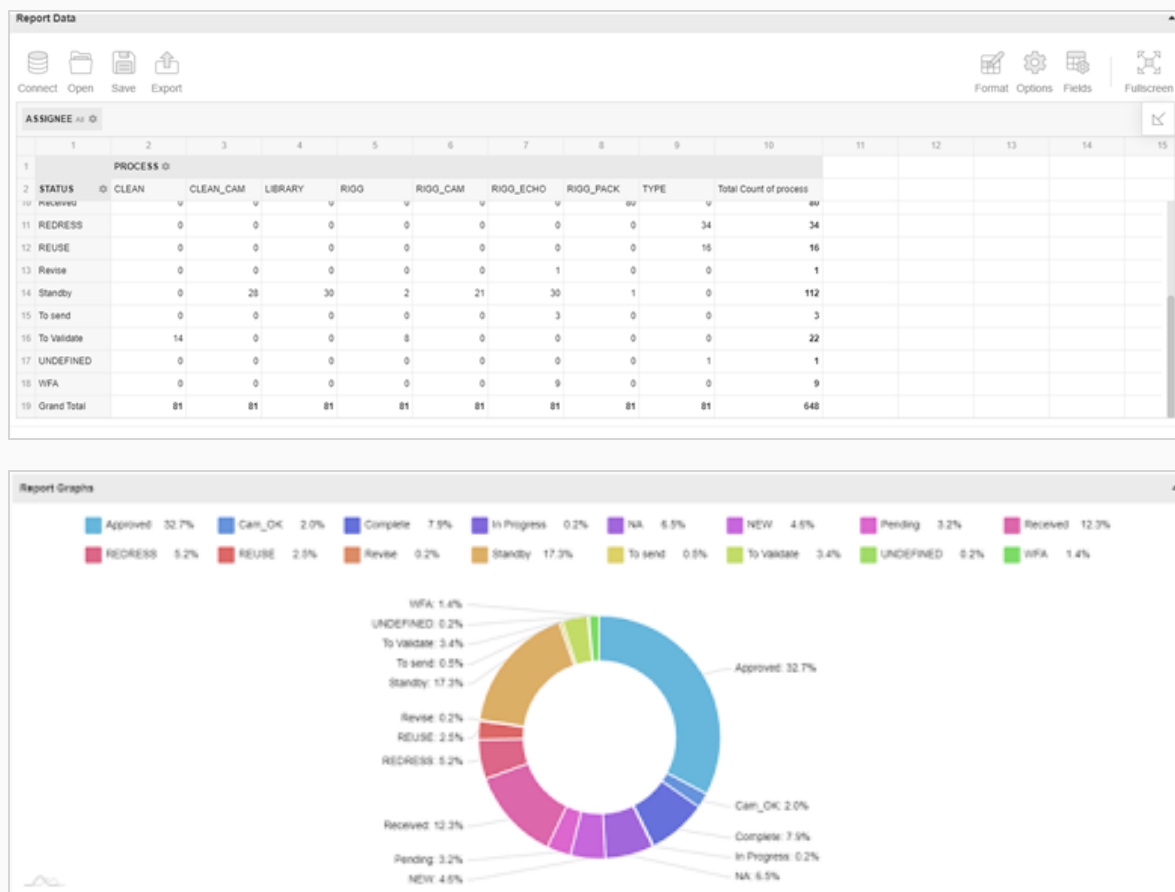 Report Data
Connect Open Save Export Format Options Fields Fullscreen
ASSIGNEE All
1 2 3 4 5 6 7 8 9 10 11 12 13 14 15
1 PROCESS
2 STATUS CLEAN CLEAN_CAM LIBRARY RIGG RIGG_CAM RIGG_ECHO RIGG_PACK TYPE Total Count of process
10 Received 0 0 0 0 0 0 80 0 80
11 REDRESS 0 0 0 0 0 0 0 34 34
12 REUSE 0 0 0 0 0 0 0 16 16
13 Revise 0 0 0 0 0 1 0 0 1
14 Standby 0 28 30 2 21 30 1 0 112
15 To send 0 0 0 0 0 3 0 0 3
16 To Validate 14 0 0 8 0 0 0 0 22
17 UNDEFINED 0 0 0 0 0 0 0 1 1
18 WFA 0 0 0 0 0 9 0 0 9
19 Grand Total 81 81 81 81 81 81 81 81 648
Report Graphs
Approved 32.7% Cam_OK 2.0% Complete 7.9% In Progress 0.2% NA 6.5% NEW 4.6% Pending 3.2% Received 12.3%
REDRESS 5.2% REUSE 2.5% Revise 0.2% Standby 17.3% To send 0.5% To Validate 3.4% UNDEFINED 0.2% WFA 1.4%
WFA: 1.4%
UNDEFINED: 0.2%
To Validate: 3.4%
To send: 0.5%
Standby: 17.3%
Revise: 0.2%
REUSE: 2.5%
REDRESS: 5.2%
Received: 12.3%
Pending: 3.2%
NEW: 4.6%
Approved: 32.7%
Cam_OK: 2.0%
Complete: 7.9%
In Progress: 0.2%
NA: 6.5%